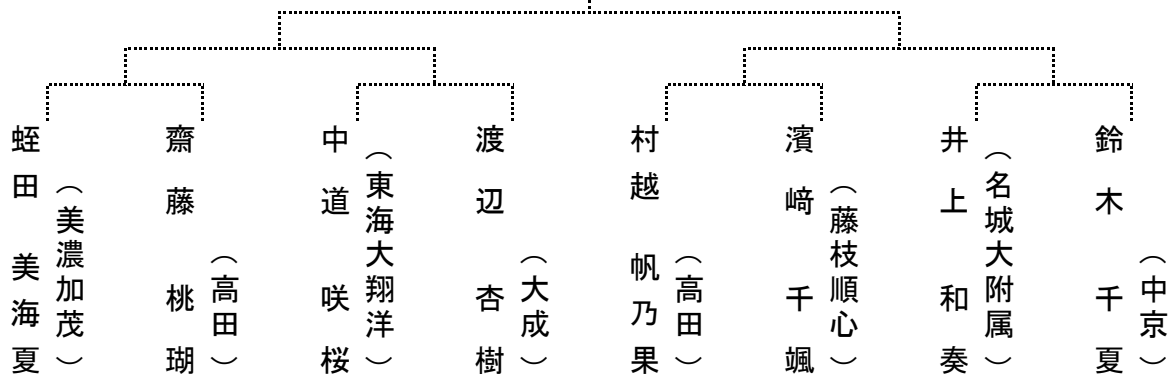 蛭田 美海夏
（美濃加茂）
齋藤 桃瑚
（高田）
中道 咲桜
（東海大翔洋）
渡辺 杏樹
（大成）
村越 帆乃果
（高田）
濱﨑 千颯
（藤枝順心）
井上 和奏
（名城大附属）
鈴木 千夏
（中京）